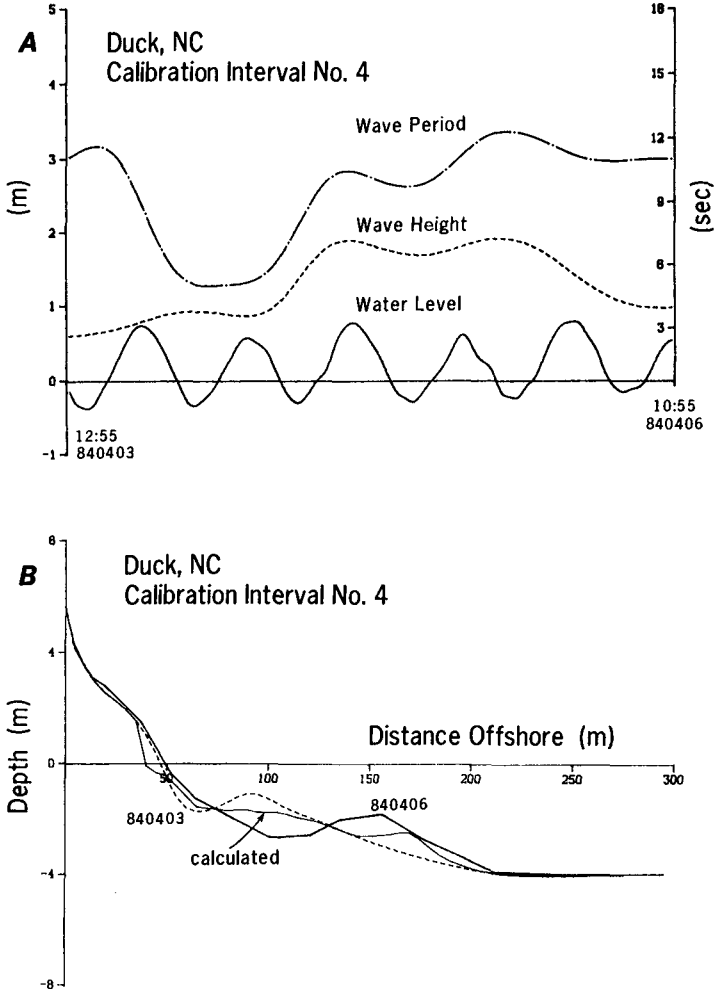 A
Duck, NC
Calibration Interval No. 4
5
4
3
2
1
0
-1
(m)
18
15
12
9
6
3
(sec)
Wave Period
Wave Height
Water Level
12:55
840403
10:55
840406
B
Duck, NC
Calibration Interval No. 4
6
4
0
-4
-8
Depth (m)
Distance Offshore (m)
50
100
150
200
250
300
840403
840406
calculated